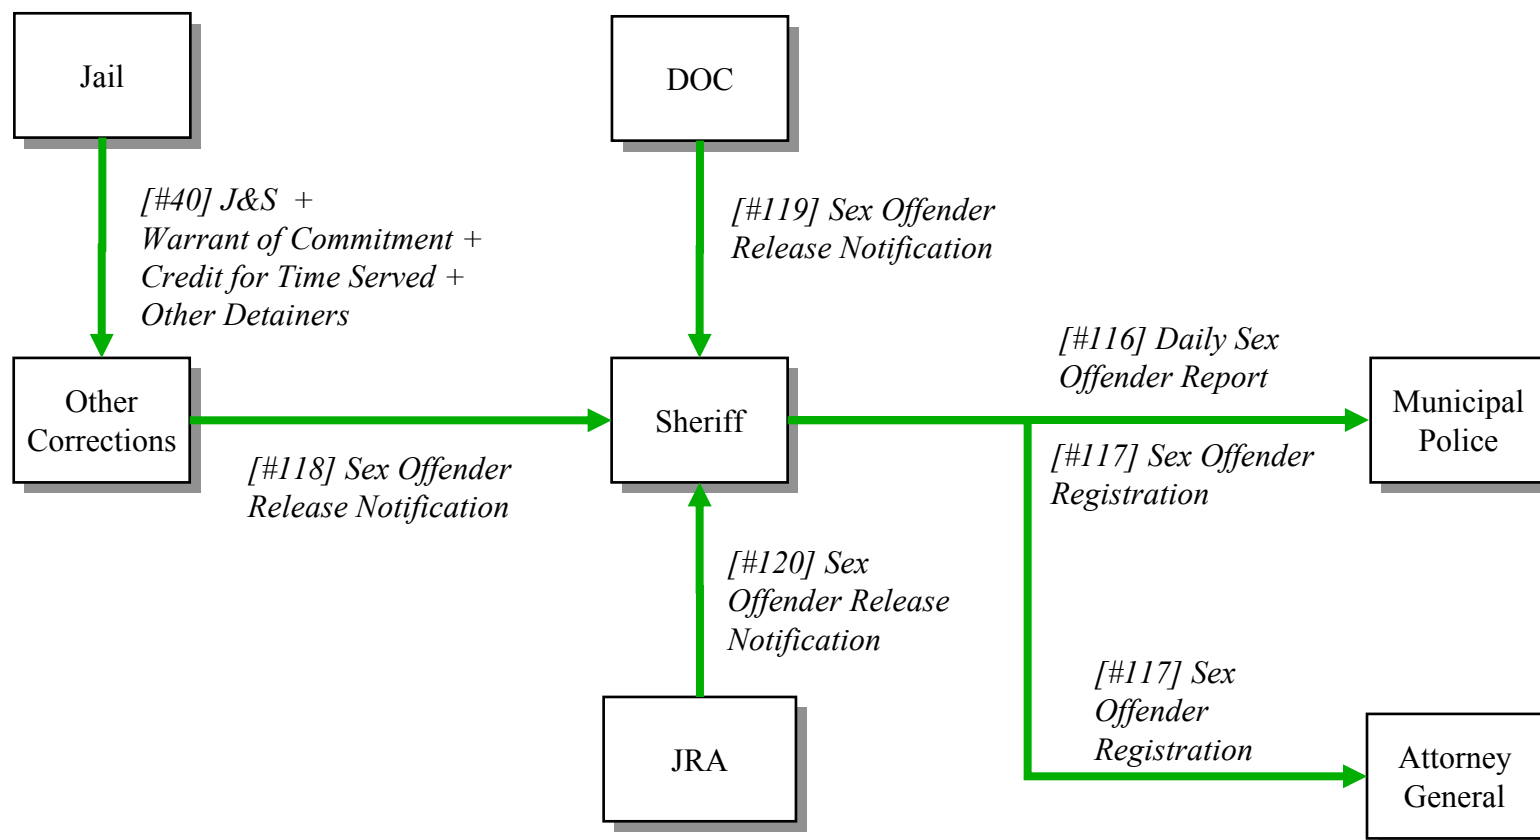 Jail
DOC
[#40] J&S +
Warrant of Commitment +
Credit for Time Served +
Other Detainers
[#119] Sex Offender
Release Notification
[#116] Daily Sex
Offender Report
Other
Corrections
Sheriff
Municipal
Police
[#118] Sex Offender
Release Notification
[#117] Sex Offender
Registration
[#120] Sex
Offender Release
Notification
[#117] Sex
Offender
Registration
JRA
Attorney
General